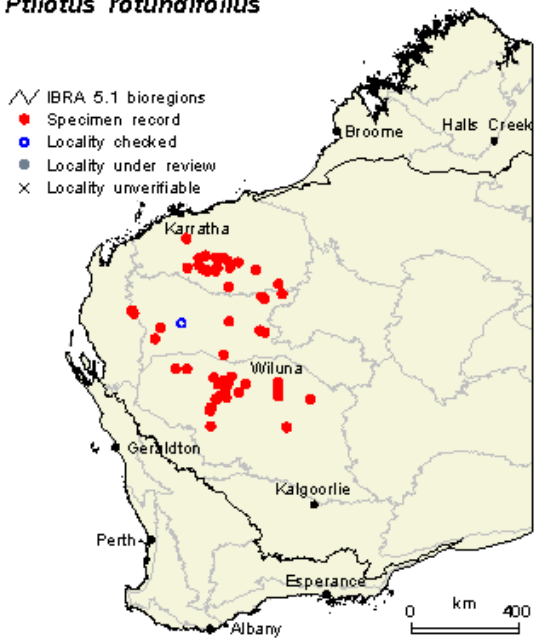 Ptilotus rotundifolius
IBRA 5.1 bioregions
Specimen record
Locality checked
Locality under review
Locality unverifiable
Broome
Halls Creek
Karratha
Wiluna
Geraldton
Kalgoorlie
Perth
Esperance
Albany
0 km 400